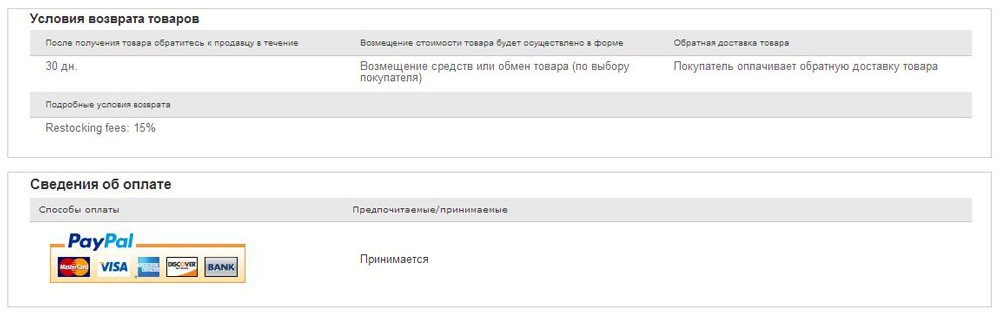 Условия возврата товаров
После получения товара обратитесь к продавцу в течение
Возмещение стоимости товара будет осуществлено в форме
Обратная доставка товара
30 дн.
Возмещение средств или обмен товара (по выбору
покупателя)
Покупатель оплачивает обратную доставку товара
Подробные условия возврата
Restocking fees: 15%
Сведения об оплате
Способы оплаты
Предпочитаемые/принимаемые
PayPal
MasterCard
VISA
AMERICAN EXPRESS
DISCOVER
BANK
Принимается